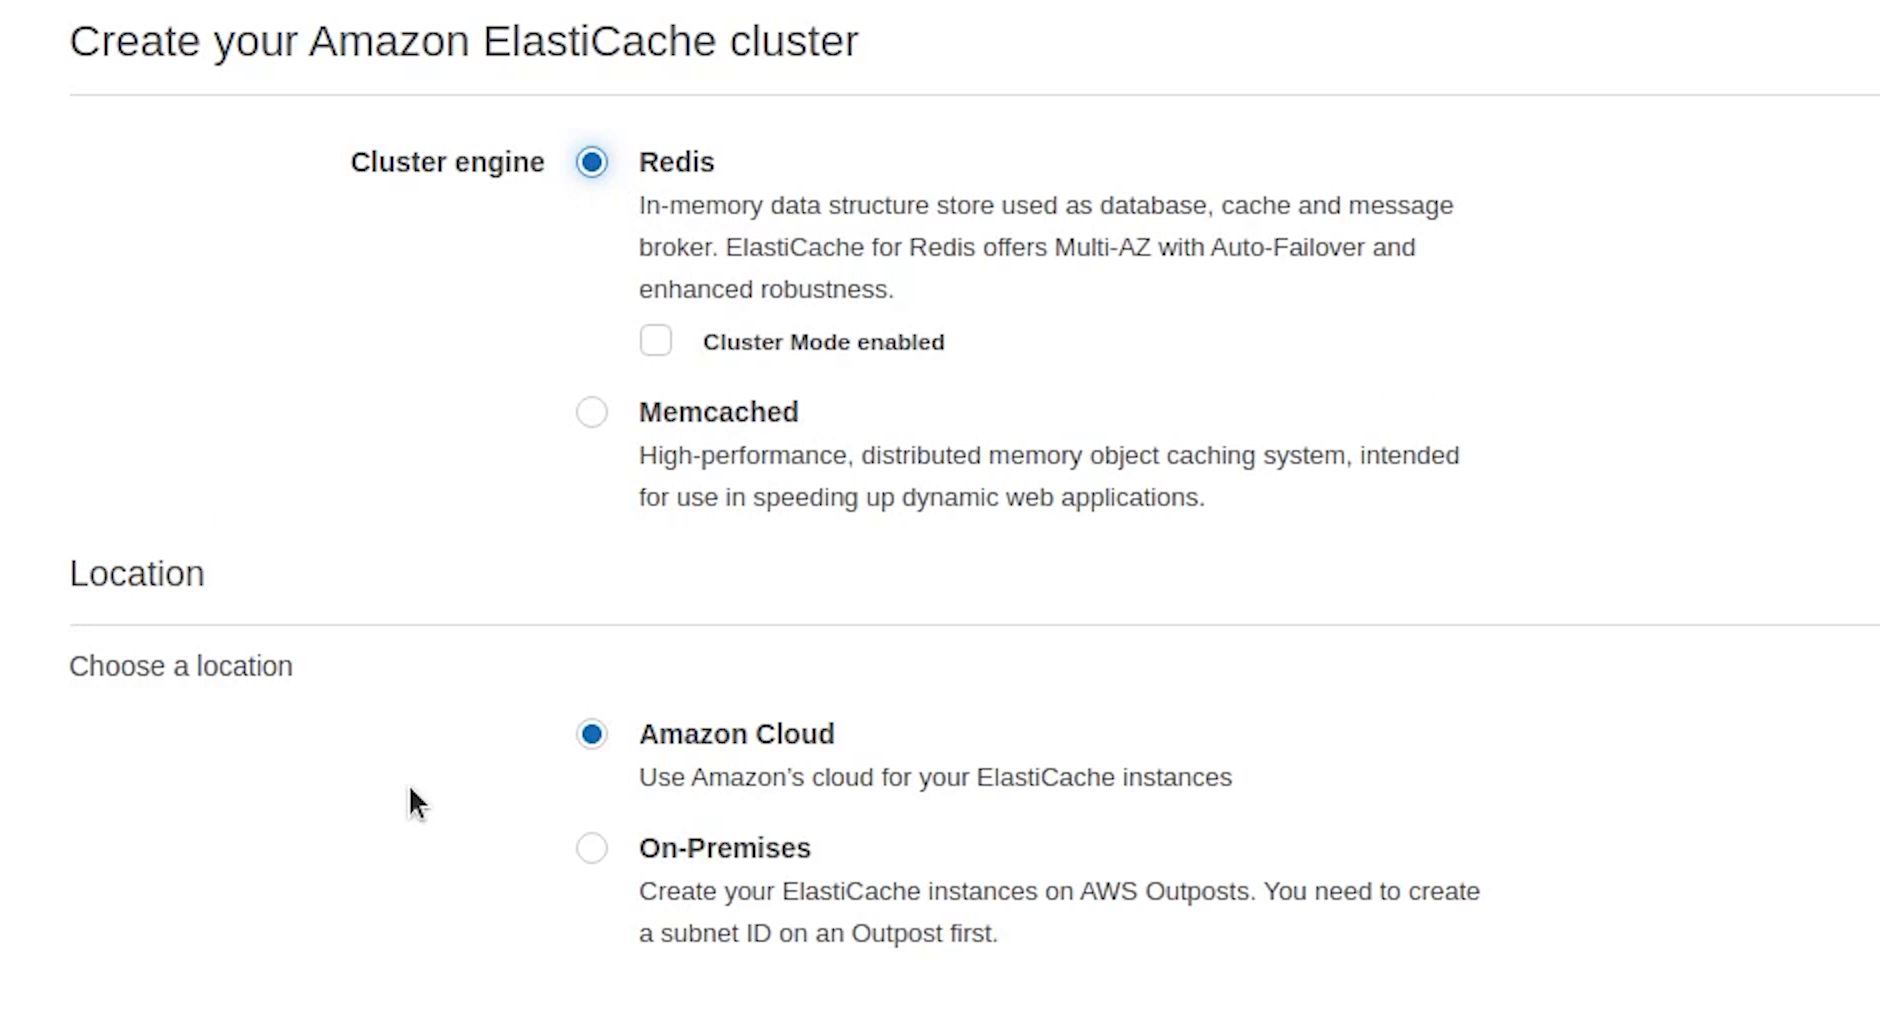 Create your Amazon ElastiCache cluster
Cluster engine
Redis
In-memory data structure store used as database, cache and message
broker. ElastiCache for Redis offers Multi-AZ with Auto-Failover and
enhanced robustness.
Cluster Mode enabled
Memcached
High-performance, distributed memory object caching system, intended
for use in speeding up dynamic web applications.
Location
Choose a location
Amazon Cloud
Use Amazon’s cloud for your ElastiCache instances
On-Premises
Create your ElastiCache instances on AWS Outposts. You need to create
a subnet ID on an Outpost first.